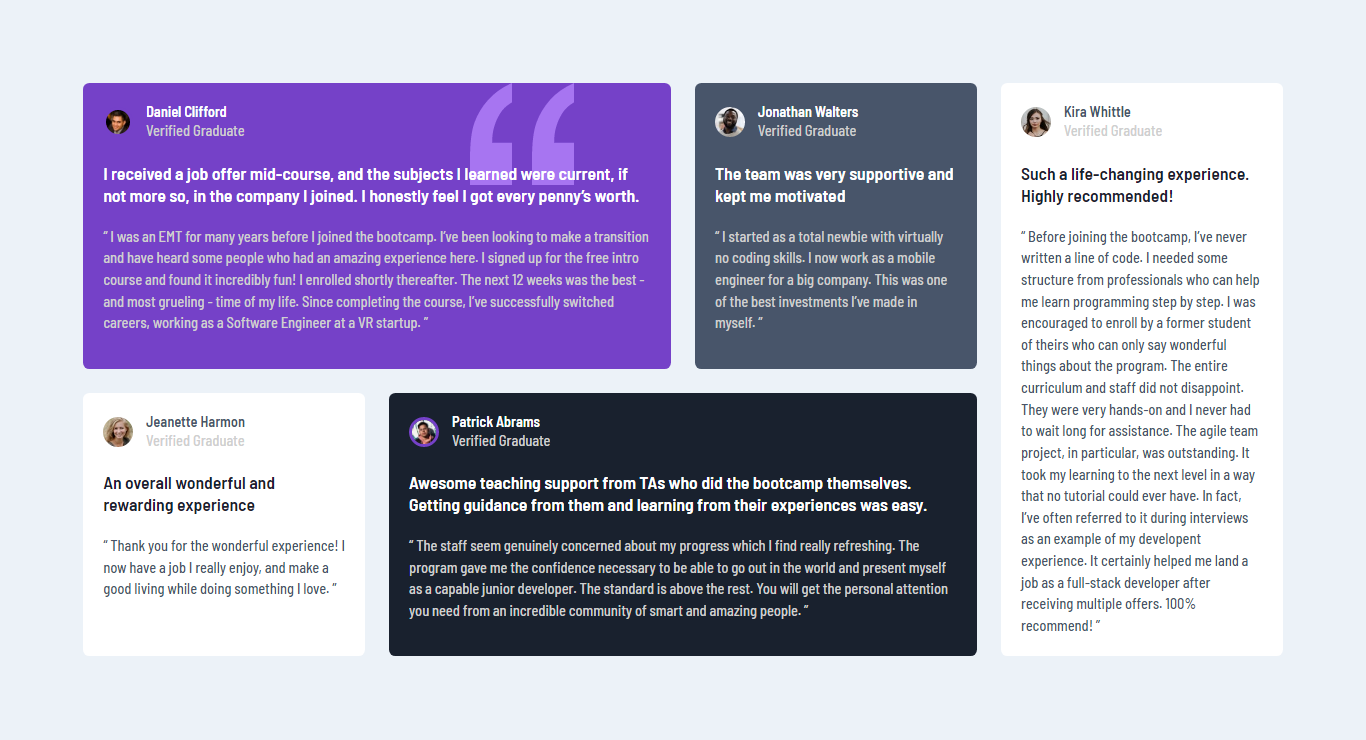 Daniel Clifford
Verified Graduate
I received a job offer mid-course, and the subjects I learned were current, if
not more so, in the company I joined. I honestly feel I got every penny’s worth.
“ I was an EMT for many years before I joined the bootcamp. I’ve been looking to make a transition
and have heard some people who had an amazing experience here. I signed up for the free intro
course and found it incredibly fun! I enrolled shortly thereafter. The next 12 weeks was the best -
and most grueling - time of my life. Since completing the course, I’ve successfully switched
careers, working as a Software Engineer at a VR startup. ”
Jonathan Walters
Verified Graduate
The team was very supportive and
kept me motivated
“ I started as a total newbie with virtually
no coding skills. I now work as a mobile
engineer for a big company. This was one
of the best investments I’ve made in
myself. ”
Kira Whittle
Verified Graduate
Such a life-changing experience.
Highly recommended!
“ Before joining the bootcamp, I’ve never
written a line of code. I needed some
structure from professionals who can help
me learn programming step by step. I was
encouraged to enroll by a former student
of theirs who can only say wonderful
things about the program. The entire
curriculum and staff did not disappoint.
They were very hands-on and I never had
to wait long for assistance. The agile team
project, in particular, was outstanding. It
took my learning to the next level in a way
that no tutorial could ever have. In fact,
I’ve often referred to it during interviews
as an example of my developent
experience. It certainly helped me land a
job as a full-stack developer after
receiving multiple offers. 100%
recommend! ”
Jeanette Harmon
Verified Graduate
An overall wonderful and
rewarding experience
“ Thank you for the wonderful experience! I
now have a job I really enjoy, and make a
good living while doing something I love. ”
Patrick Abrams
Verified Graduate
Awesome teaching support from TAs who did the bootcamp themselves.
Getting guidance from them and learning from their experiences was easy.
“ The staff seem genuinely concerned about my progress which I find really refreshing. The
program gave me the confidence necessary to be able to go out in the world and present myself
as a capable junior developer. The standard is above the rest. You will get the personal attention
you need from an incredible community of smart and amazing people. ”